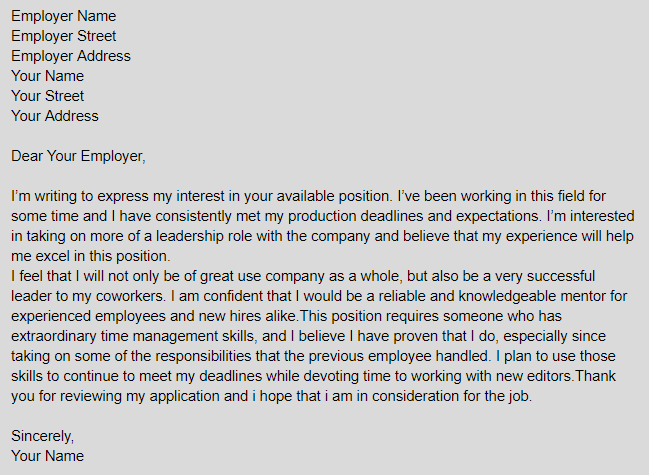 Employer Name
Employer Street
Employer Address
Your Name
Your Street
Your Address
Dear Your Employer,
I’m writing to express my interest in your available position. I’ve been working in this field for
some time and I have consistently met my production deadlines and expectations. I’m interested
in taking on more of a leadership role with the company and believe that my experience will help
me excel in this position.
I feel that I will not only be of great use company as a whole, but also be a very successful
leader to my coworkers. I am confident that I would be a reliable and knowledgeable mentor for
experienced employees and new hires alike.This position requires someone who has
extraordinary time management skills, and I believe I have proven that I do, especially since
taking on some of the responsibilities that the previous employee handled. I plan to use those
skills to continue to meet my deadlines while devoting time to working with new editors.Thank
you for reviewing my application and i hope that i am in consideration for the job.
Sincerely,
Your Name